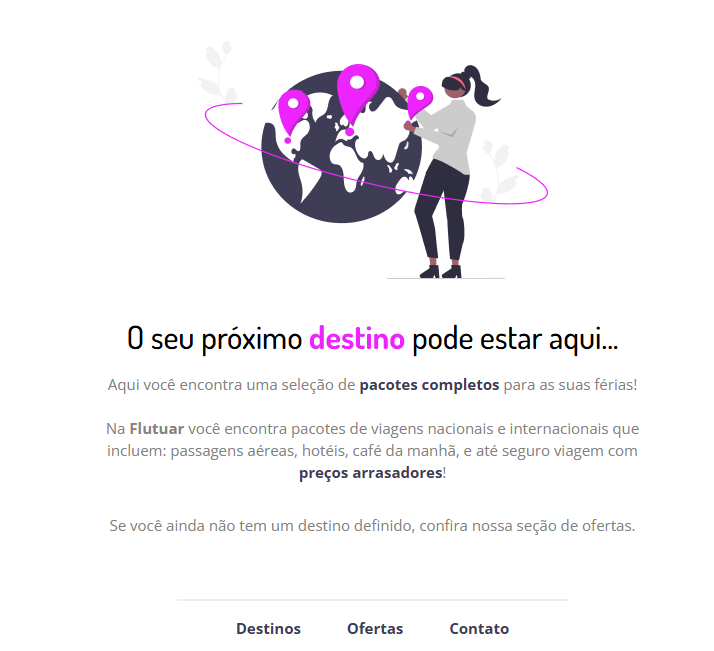 O seu próximo destino pode estar aqui...
Aqui você encontra uma seleção de pacotes completos para as suas férias!
Na Flutuar você encontra pacotes de viagens nacionais e internacionais que
incluem: passagens aéreas, hotéis, café da manhã, e até seguro viagem com
preços arrasadores!
Se você ainda não tem um destino definido, confira nossa seção de ofertas.
Destinos Ofertas Contato